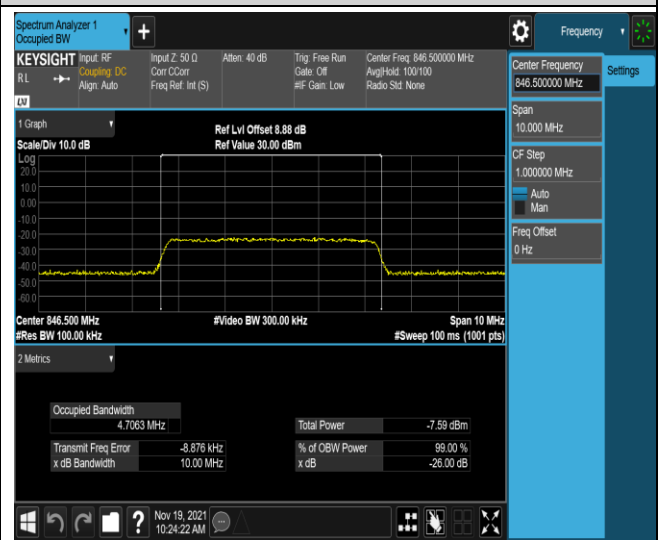 Spectrum Analyzer 1
Occupied BW
Frequency
KEYSIGHT
RL
LXI
Input: RF
Coupling: DC
Align: Auto
Input Z: 50 Ω
Corr CCorr
Freq Ref: Int (S)
Atten: 40 dB
Trig: Free Run
Gate: Off
#IF Gain: Low
Center Freq: 846.500000 MHz
Avg|Hold: 100/100
Radio Std: None
Center Frequency
846.500000 MHz
Settings
Span
10.000 MHz
CF Step
1.000000 MHz
Auto
Man
Freq Offset
0 Hz
1 Graph
Scale/Div 10.0 dB
Ref Lvl Offset 8.88 dB
Ref Value 30.00 dBm
Log
20.0
10.0
0.00
-10.0
-20.0
-30.0
-40.0
-50.0
-60.0
Center 846.500 MHz
#Video BW 300.00 kHz
Span 10 MHz
#Res BW 100.00 kHz
#Sweep 100 ms (1001 pts)
2 Metrics
Occupied Bandwidth
4.7063 MHz
Total Power -7.59 dBm
Transmit Freq Error -8.876 kHz
% of OBW Power 99.00 %
x dB Bandwidth 10.00 MHz
x dB -26.00 dB
?
Nov 19, 2021
10:24:22 AM